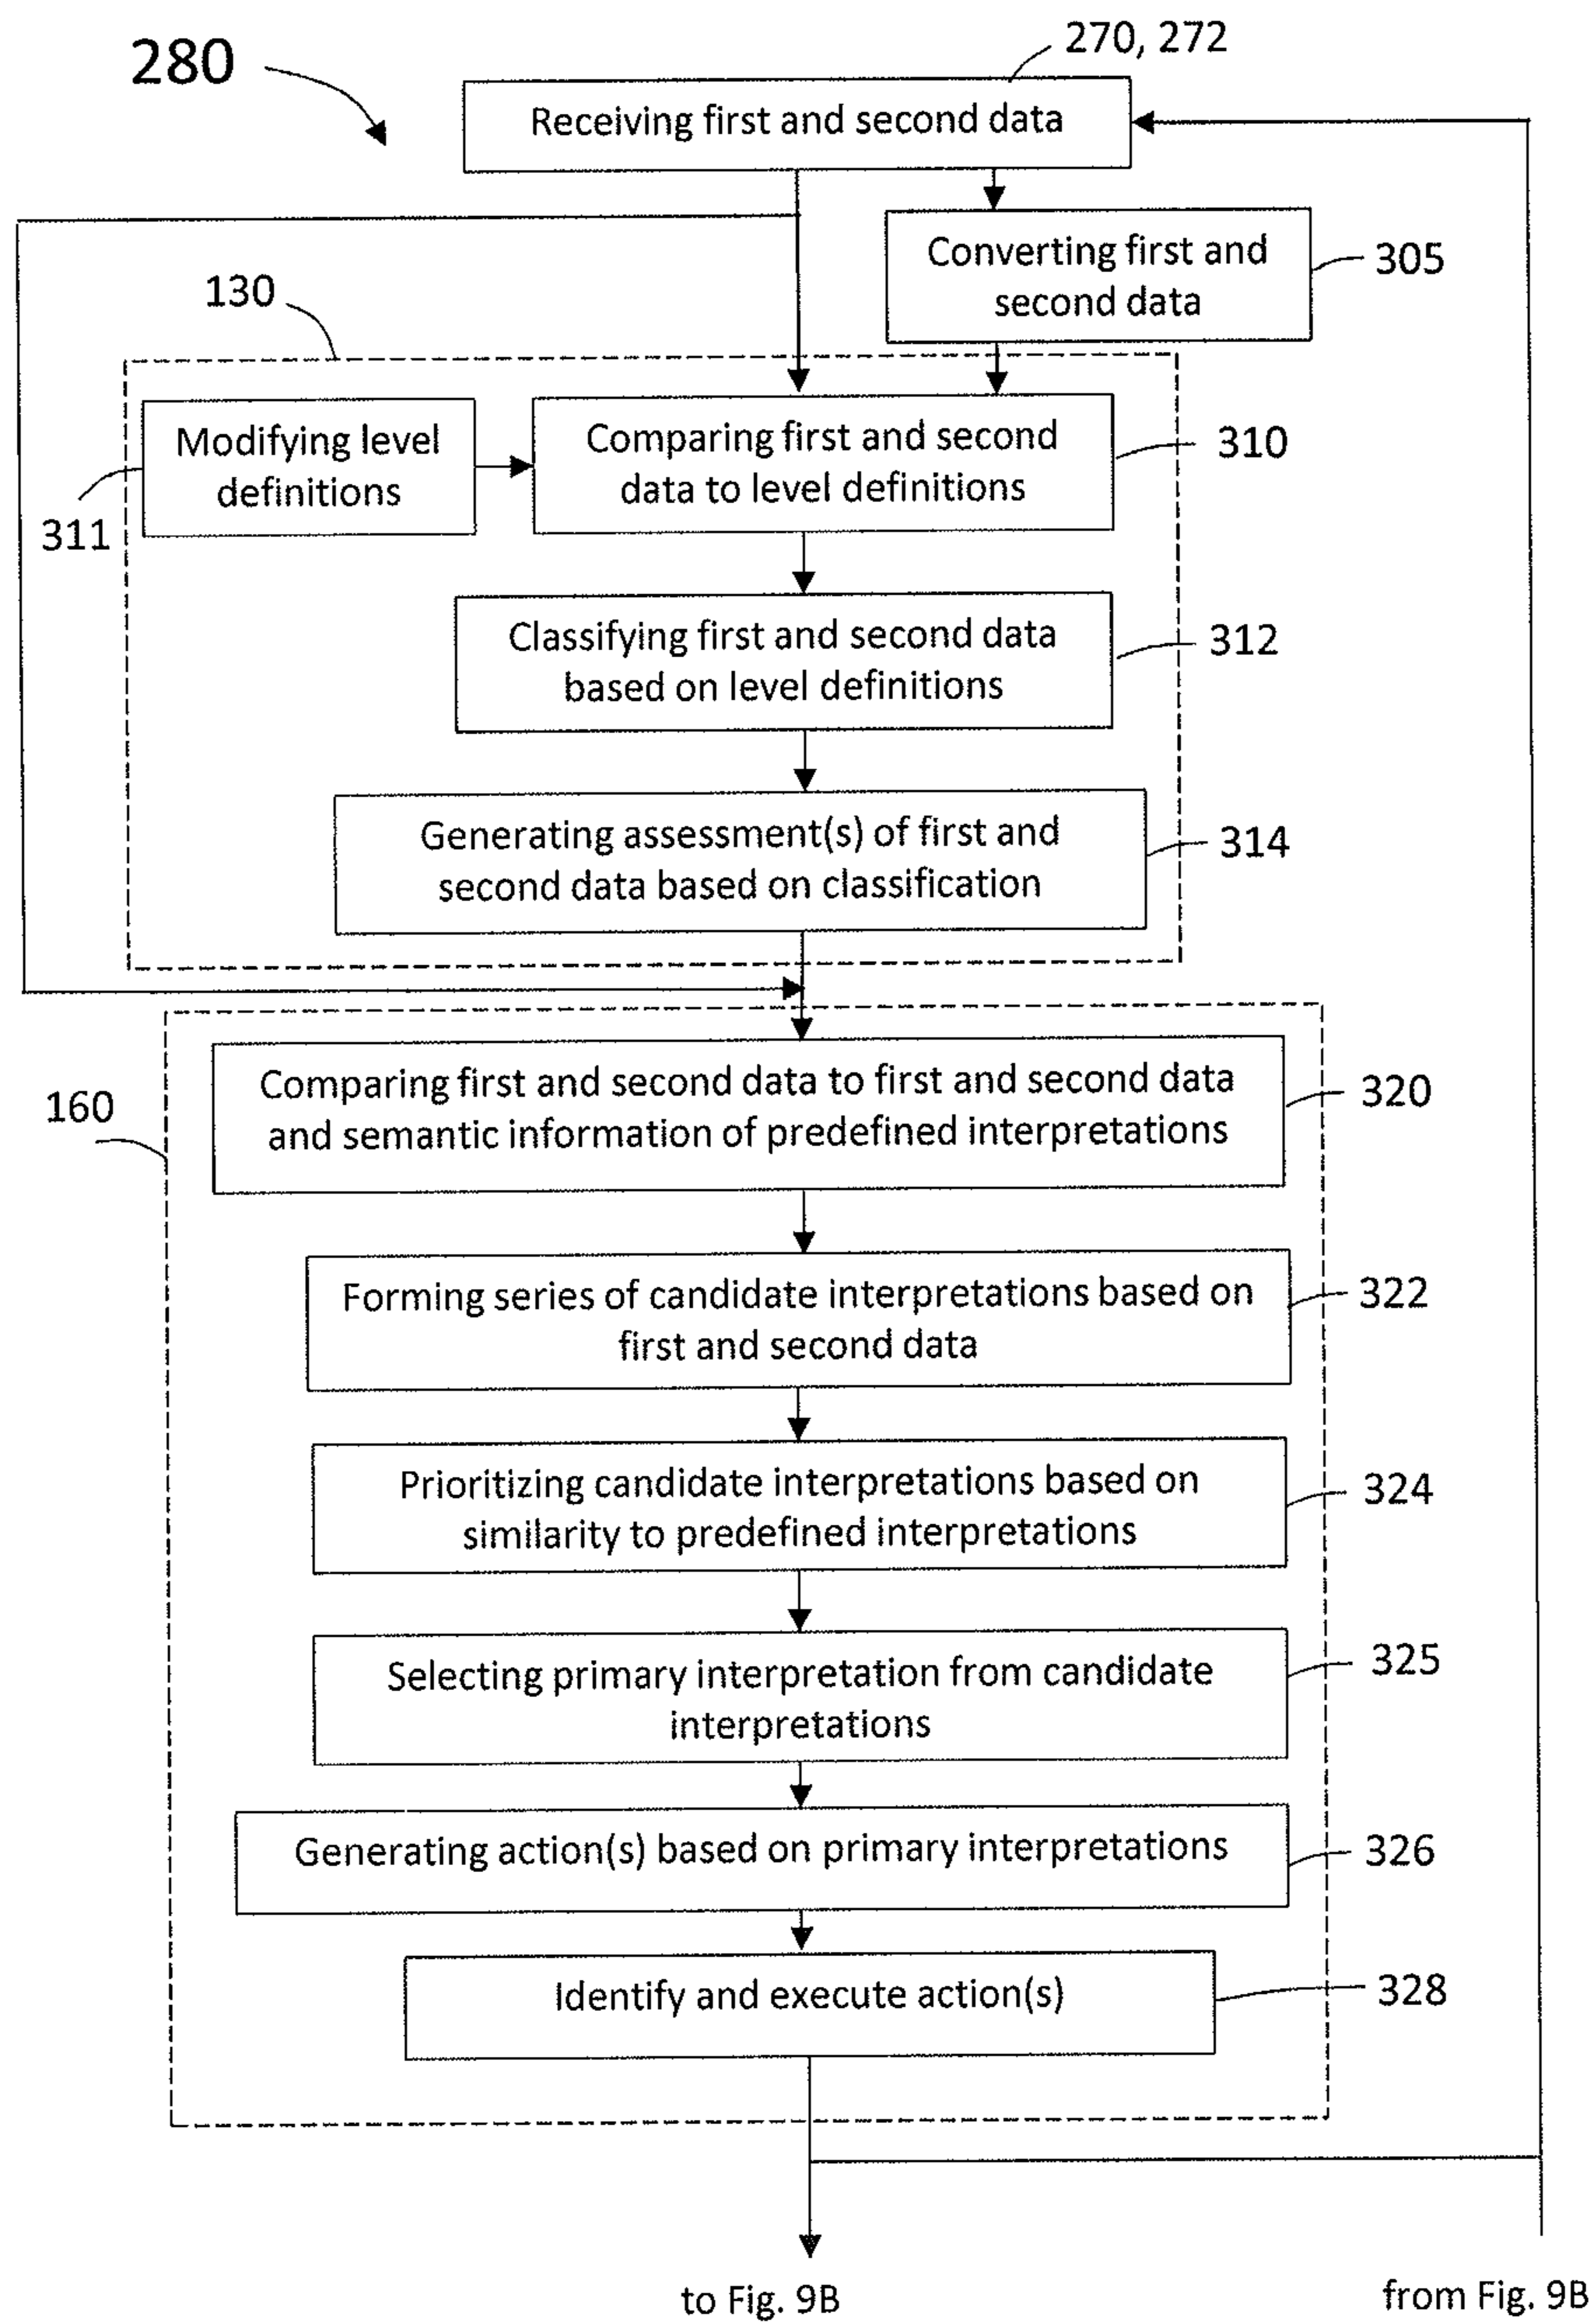 280
270, 272
Receiving first and second data
Converting first and
second data
305
130
Modifying level
definitions
311
Comparing first and second
data to level definitions
310
Classifying first and second data
based on level definitions
312
Generating assessment(s) of first and
second data based on classification
314
160
Comparing first and second data to first and second data
and semantic information of predefined interpretations
320
Forming series of candidate interpretations based on
first and second data
322
Prioritizing candidate interpretations based on
similarity to predefined interpretations
324
Selecting primary interpretation from candidate
interpretations
325
Generating action(s) based on primary interpretations
326
Identify and execute action(s)
328
to Fig. 9B
from Fig. 9B